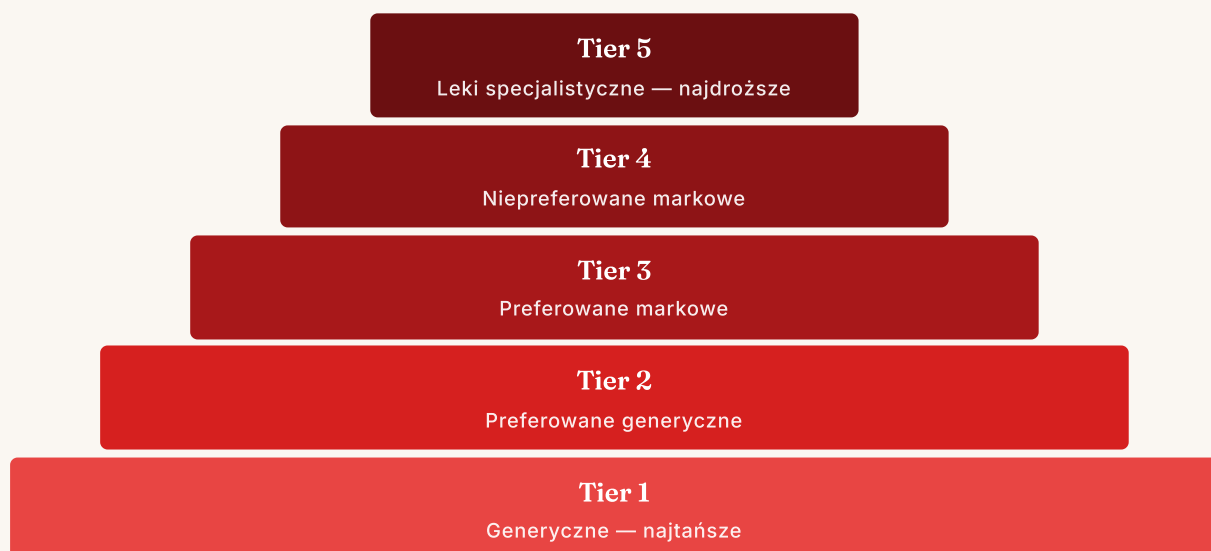 Tier 5
Leki specjalistyczne — najdroższe
Tier 4
Niepreferowane markowe
Tier 3
Preferowane markowe
Tier 2
Preferowane generyczne
Tier 1
Generyczne — najtańsze